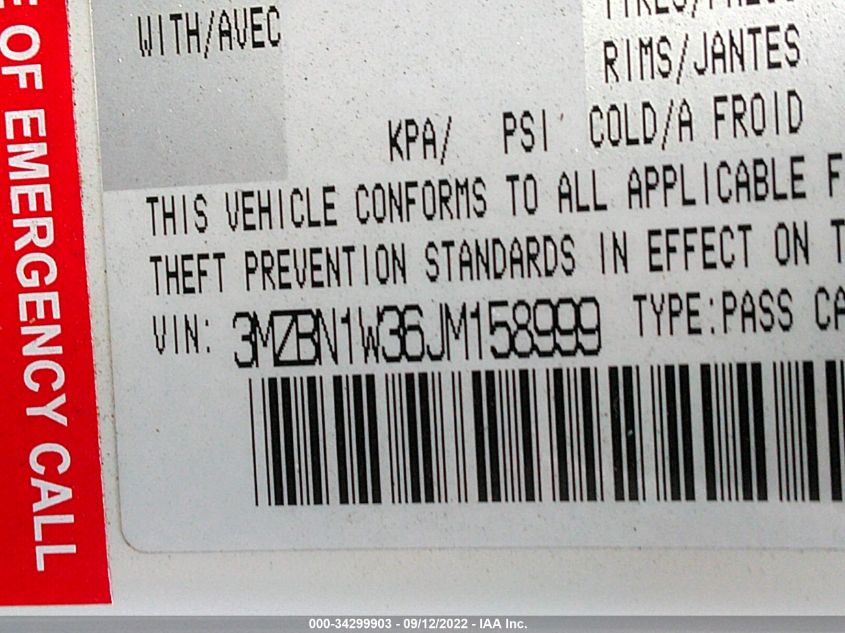 WITH/AVEC
RIMS/JANTES
KPA/ PSI COLD/A FROID
THIS VEHICLE CONFORMS TO ALL APPLICABLE F
THEFT PREVENTION STANDARDS IN EFFECT ON T
VIN: 3MZBN1W36JM158999 TYPE:PASS CA
OF EMERGENCY CALL
000-34299903 - 09/12/2022 - IAA Inc.